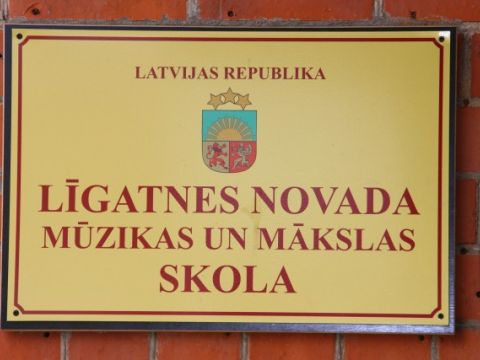 LATVIJAS REPUBLIKA
LĪGATNES NOVADA
MŪZIKAS UN MĀKSLAS
SKOLA